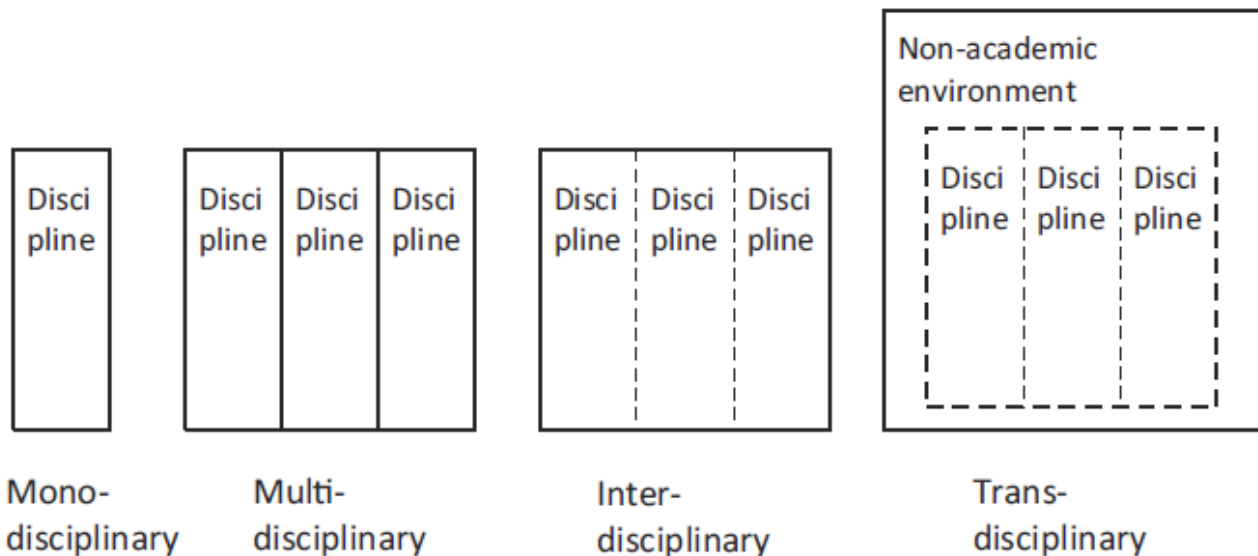 Non-academic
environment
Disci
pline
Disci
pline
Disci
pline
Disci
pline
Disci
pline
Disci
pline
Disci
pline
Disci
pline
Disci
pline
Disci
pline
Mono-
disciplinary
Multi-
disciplinary
Inter-
disciplinary
Trans-
disciplinary